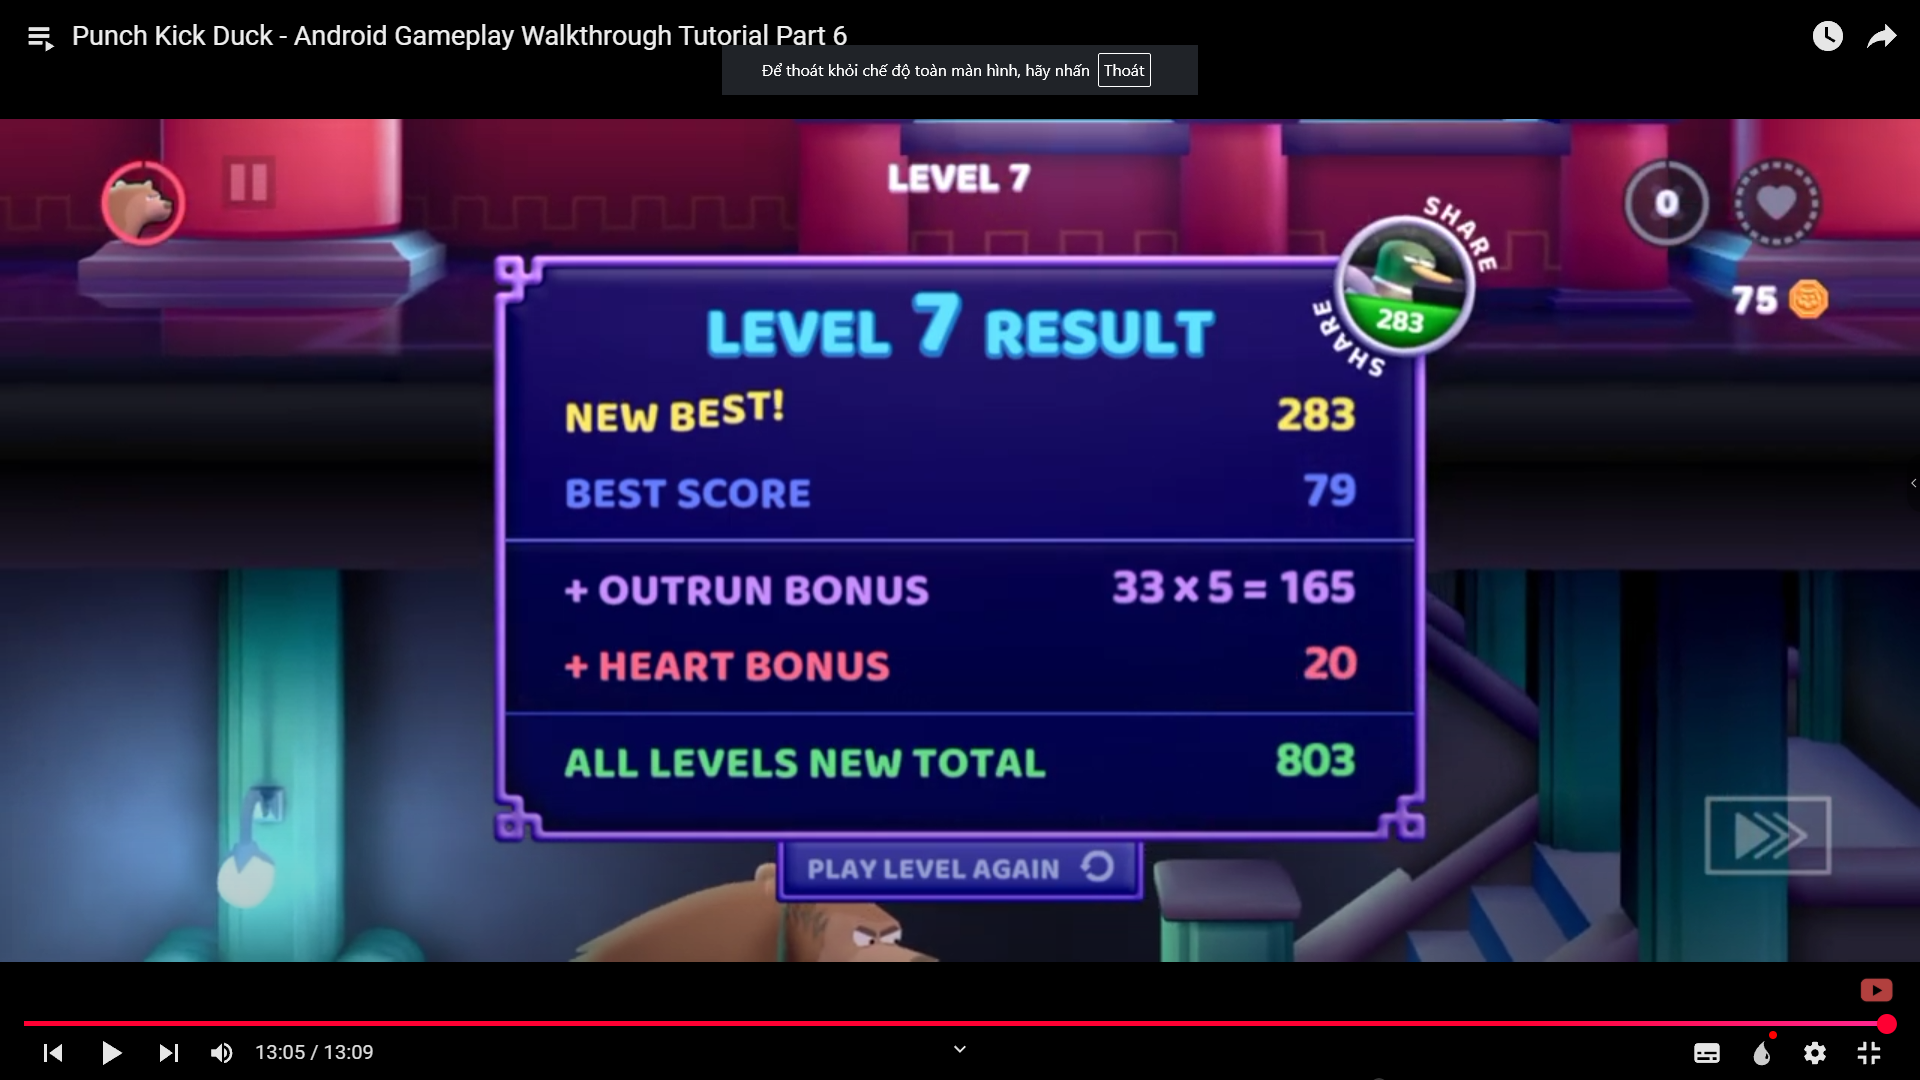 Punch Kick Duck - Android Gameplay Walkthrough Tutorial Part 6
Để thoát khỏi chế độ toàn màn hình, hãy nhấn Thoát
LEVEL 7
0
SHARE
283
SHARE
75
LEVEL 7 RESULT
NEW BEST! 283
BEST SCORE 79
+ OUTRUN BONUS 33 x 5 = 165
+ HEART BONUS 20
ALL LEVELS NEW TOTAL 803
PLAY LEVEL AGAIN
13:05 / 13:09